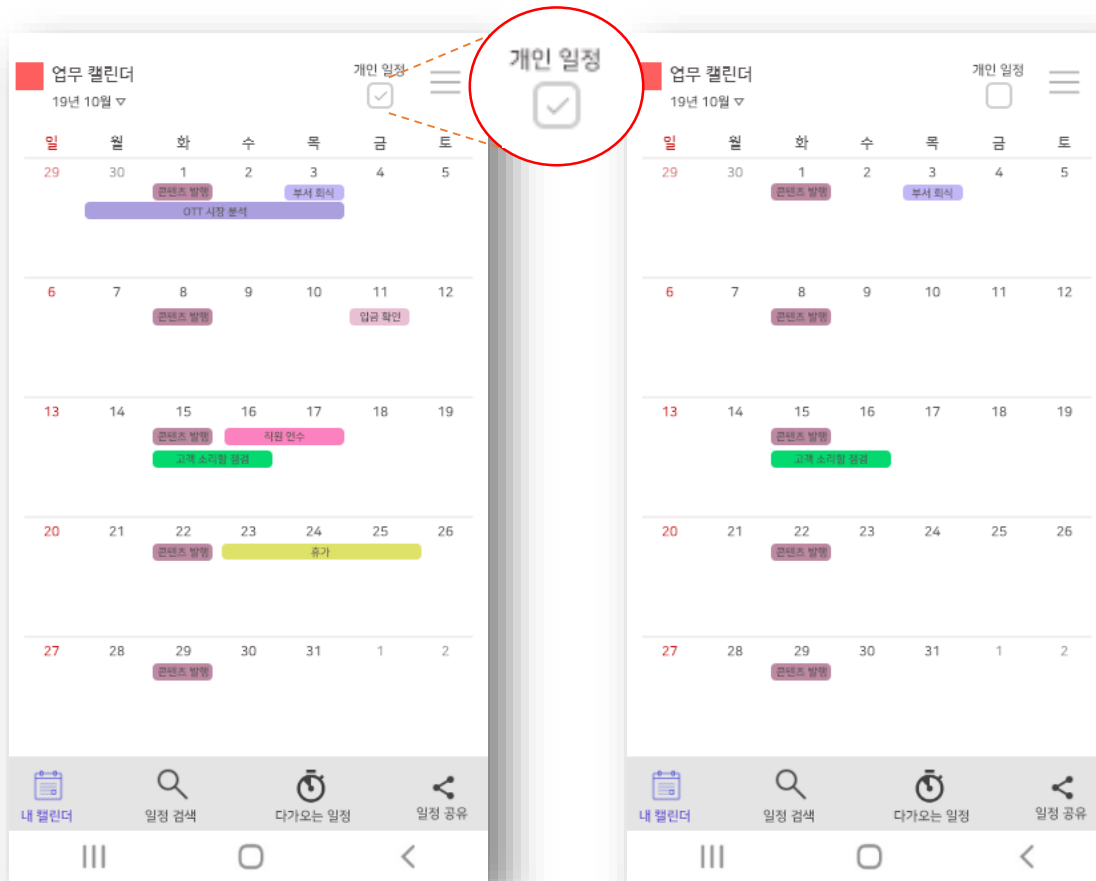 업무 캘린더
개인 일정
19년 10월 ▽
일 월 화 수 목 금 토
29 30 1 2 3 4 5
콘텐츠 발행 부서 회식
OTT 시장 분석
6 7 8 9 10 11 12
콘텐츠 발행 입금 확인
13 14 15 16 17 18 19
콘텐츠 발행 직원 연수
고객 소리함 점검
20 21 22 23 24 25 26
콘텐츠 발행 휴가
27 28 29 30 31 1 2
콘텐츠 발행
내 캘린더 일정 검색 다가오는 일정 일정 공유
개인 일정
업무 캘린더
개인 일정
19년 10월 ▽
일 월 화 수 목 금 토
29 30 1 2 3 4 5
콘텐츠 발행 부서 회식
6 7 8 9 10 11 12
콘텐츠 발행
13 14 15 16 17 18 19
콘텐츠 발행
고객 소리함 점검
20 21 22 23 24 25 26
콘텐츠 발행
27 28 29 30 31 1 2
콘텐츠 발행
내 캘린더 일정 검색 다가오는 일정 일정 공유